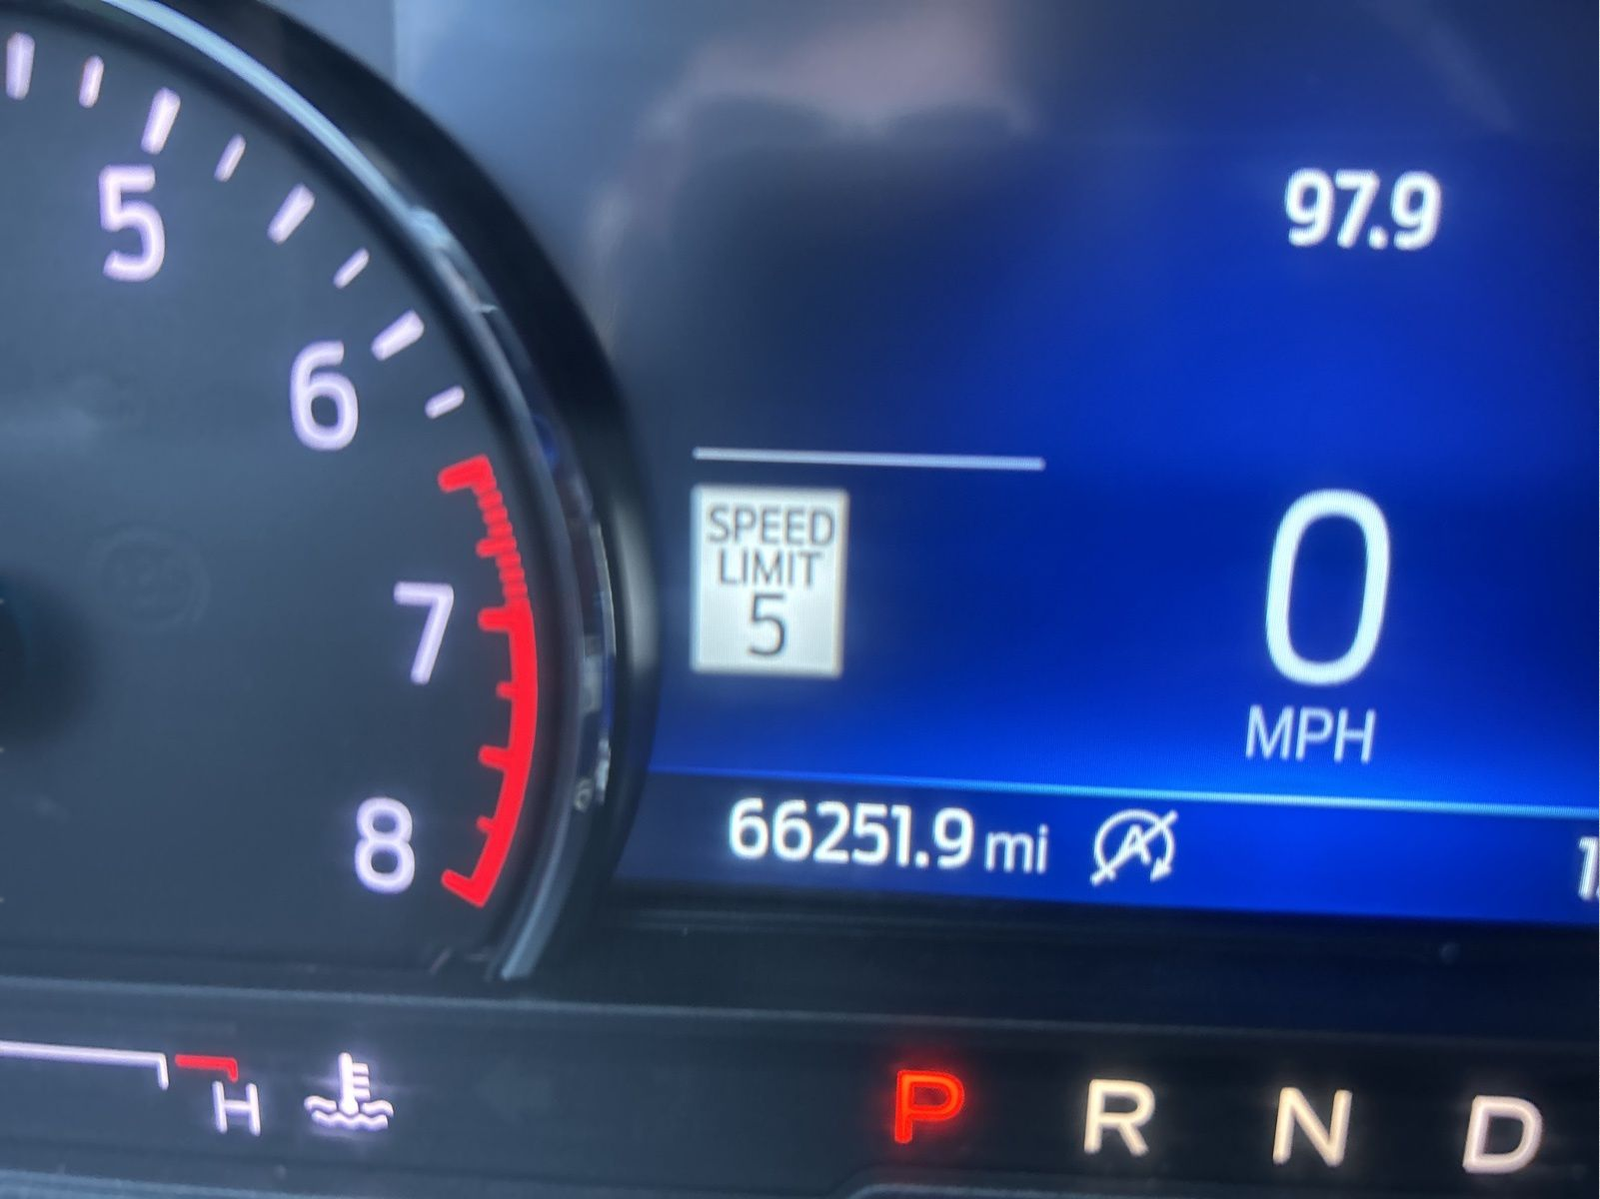 5
6
7
8
97.9
SPEED
LIMIT
5
0
MPH
66251.9 mi
A
H
P R N D